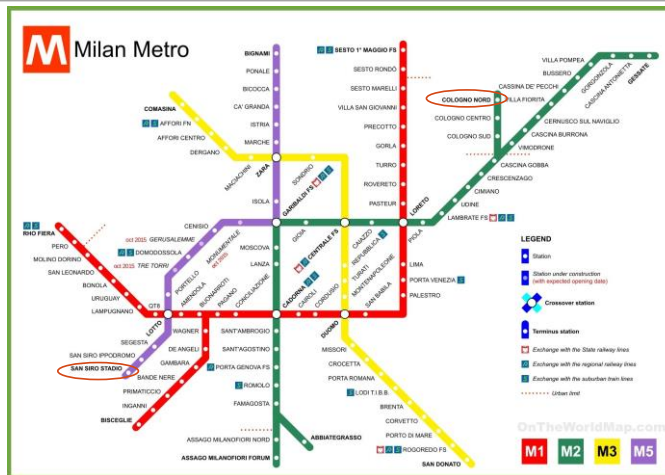 M Milan Metro
BIGNAMI
PONALE
BICOCCA
CA' GRANDA
ISTRIA
MARCHE
ZARA
ISOLA
GARIBALDI FS
COMASINA
AFFORI FN
AFFORI CENTRO
DERGANO
MACIACHINI
SONDRIO
SESTO 1° MAGGIO FS
SESTO RONDÒ
SESTO MARELLI
VILLA SAN GIOVANNI
PRECOTTO
GORLA
TURRO
ROVERETO
PASTEUR
LORETO
VILLA POMPEA
BUSSERO
CASSINA DE' PECCHI
VILLA FIORITA
GORGONZOLA
CASCINA ANTONIETTA
GESSATE
COLOGNO NORD
COLOGNO CENTRO
COLOGNO SUD
CERNUSCO SUL NAVIGLIO
CASCINA BURRONA
VIMODRONE
CASCINA GOBBA
CRESCENZAGO
CIMIANO
UDINE
LAMBRATE FS
PIOLA
RHO FIERA
PERO
MOLINO DORINO
SAN LEONARDO
BONOLA
URUGUAY
LAMPUGNANO
QT8
LOTTO
CENISIO
oct 2015 GERUSALEMME
DOMODOSSOLA
oct 2015 TRE TORRI
MONUMENTALE
oct 2015
PORTELLO
AMENDOLA
BUONARROTI
PAGANO
CONCILIAZIONE
MOSCOVA
LANZA
CADORNA
CAIROLI
CORDUSIO
DUOMO
GIOIA
CENTRALE FS
CAIAZZO
REPUBBLICA
TURATI
MONTENAPOLEONE
SAN BABILA
LIMA
PORTA VENEZIA
PALESTRO
SEGESTA
SAN SIRO IPPODROMO
SAN SIRO STADIO
WAGNER
DE ANGELI
GAMBARA
BANDE NERE
PRIMATICCIO
INGANNI
BISCEGLIE
SANT'AMBROGIO
SANT'AGOSTINO
PORTA GENOVA FS
ROMOLO
FAMAGOSTA
ASSAGO MILANOFIORI NORD
ASSAGO MILANOFIORI FORUM
ABBIATEGRASSO
MISSORI
CROCETTA
PORTA ROMANA
LODI T.I.B.B.
BRENTA
CORVETTO
PORTO DI MARE
ROGOREDO FS
SAN DONATO
LEGEND
Station
Station under construction
(with expected opening date)
Crossover station
Terminus station
Exchange with the State railway lines
Exchange with the regional railway lines
Exchange with the suburban train lines
Urban limit
OnTheWorldMap.com
M1 M2 M3 M5